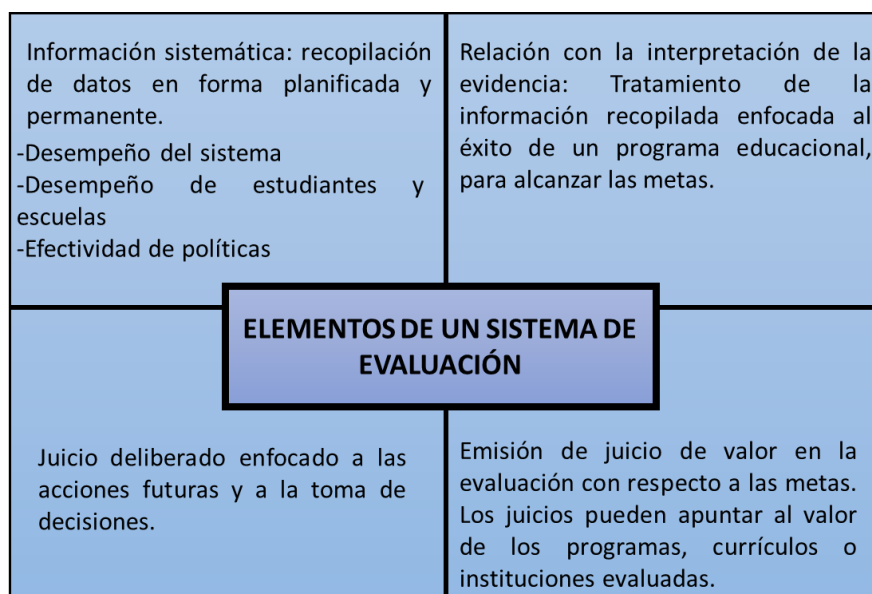 Información sistemática: recopilación
de datos en forma planificada y
permanente.
-Desempeño del sistema
-Desempeño de estudiantes y
escuelas
-Efectividad de políticas
Relación con la interpretación de la
evidencia: Tratamiento de la
información recopilada enfocada al
éxito de un programa educacional,
para alcanzar las metas.
ELEMENTOS DE UN SISTEMA DE
EVALUACIÓN
Juicio deliberado enfocado a las
acciones futuras y a la toma de
decisiones.
Emisión de juicio de valor en la
evaluación con respecto a las metas.
Los juicios pueden apuntar al valor
de los programas, currículos o
instituciones evaluadas.